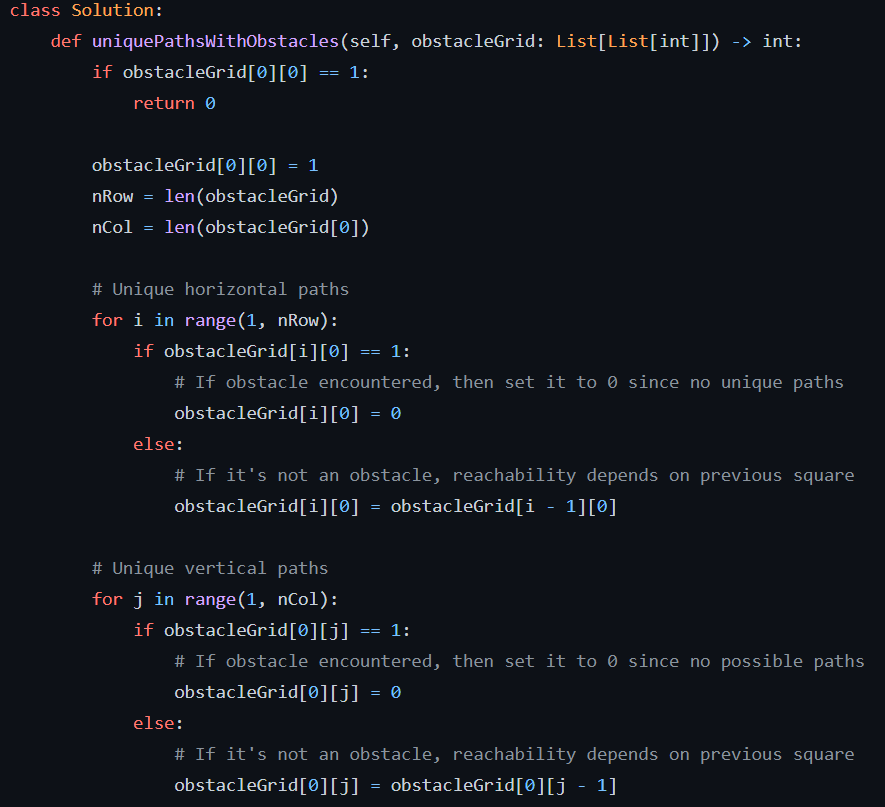 class Solution:
    def uniquePathsWithObstacles(self, obstacleGrid: List[List[int]]) -> int:
        if obstacleGrid[0][0] == 1:
            return 0

        obstacleGrid[0][0] = 1
        nRow = len(obstacleGrid)
        nCol = len(obstacleGrid[0])

        # Unique horizontal paths
        for i in range(1, nRow):
            if obstacleGrid[i][0] == 1:
                # If obstacle encountered, then set it to 0 since no unique paths
                obstacleGrid[i][0] = 0
            else:
                # If it's not an obstacle, reachability depends on previous square
                obstacleGrid[i][0] = obstacleGrid[i - 1][0]

        # Unique vertical paths
        for j in range(1, nCol):
            if obstacleGrid[0][j] == 1:
                # If obstacle encountered, then set it to 0 since no possible paths
                obstacleGrid[0][j] = 0
            else:
                # If it's not an obstacle, reachability depends on previous square
                obstacleGrid[0][j] = obstacleGrid[0][j - 1]